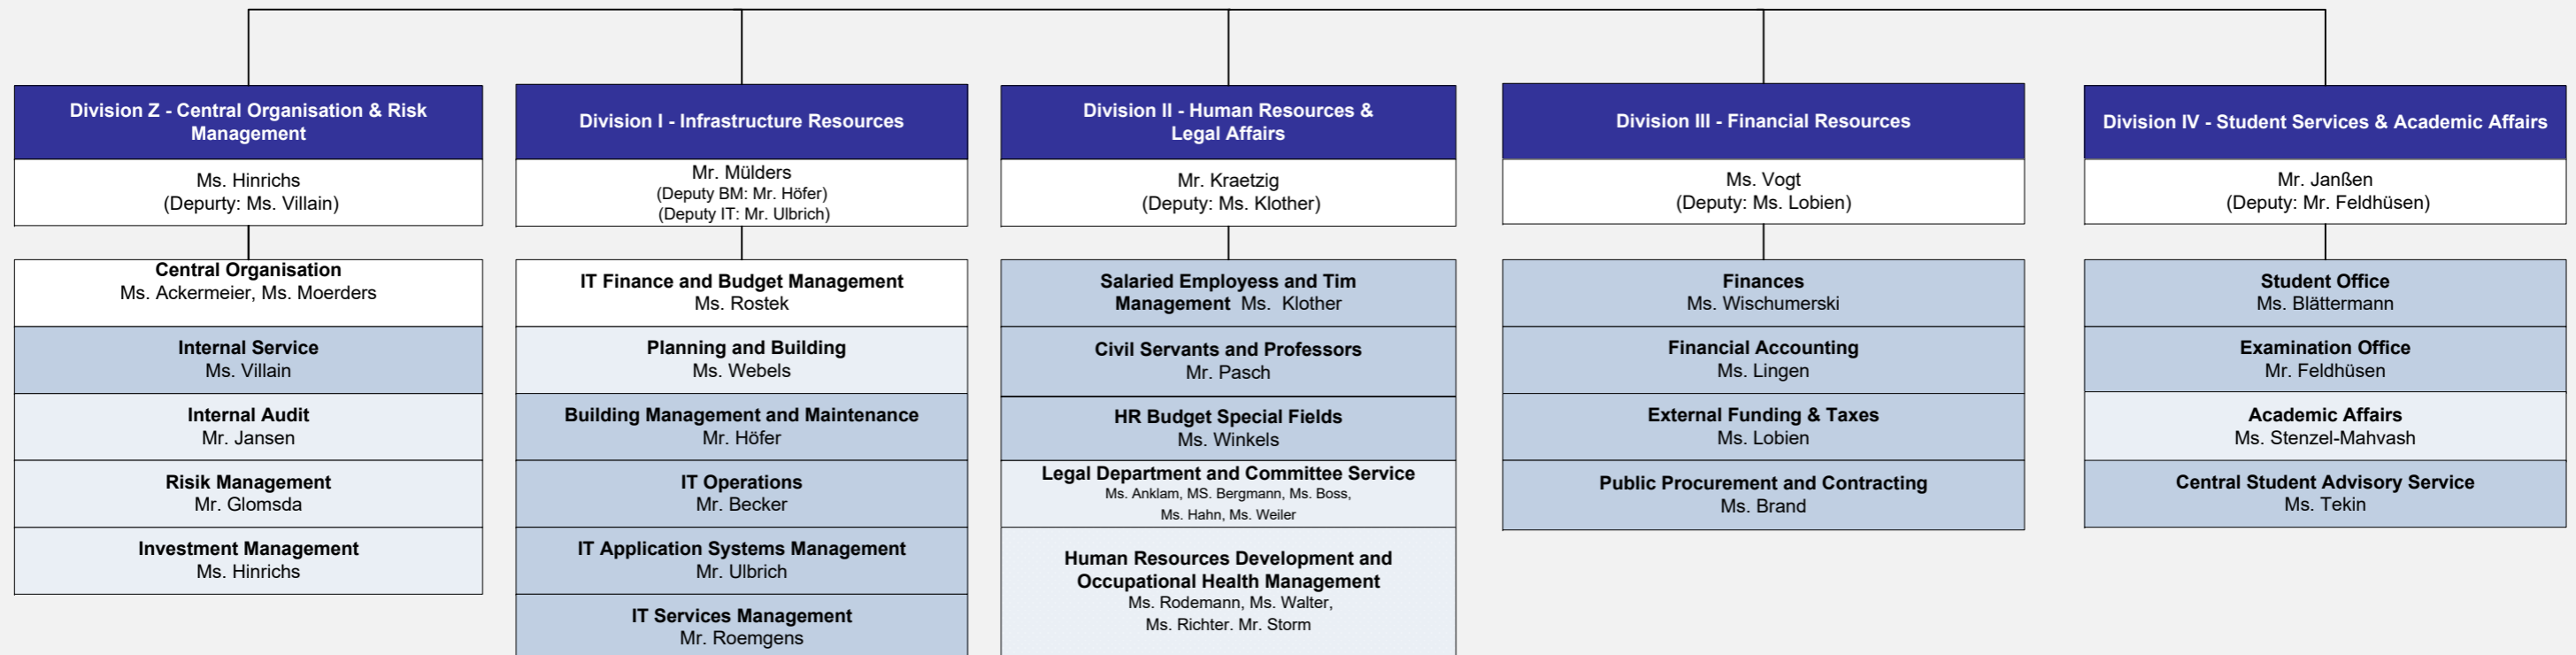 Division Z - Central Organisation & Risk
Management
Ms. Hinrichs
(Depurty: Ms. Villain)
Central Organisation
Ms. Ackermeier, Ms. Moerders
Internal Service
Ms. Villain
Internal Audit
Mr. Jansen
Risik Management
Mr. Glomsda
Investment Management
Ms. Hinrichs
Division I - Infrastructure Resources
Mr. Mülders
(Deputy BM: Mr. Höfer)
(Deputy IT: Mr. Ulbrich)
IT Finance and Budget Management
Ms. Rostek
Planning and Building
Ms. Webels
Building Management and Maintenance
Mr. Höfer
IT Operations
Mr. Becker
IT Application Systems Management
Mr. Ulbrich
IT Services Management
Mr. Roemgens
Division II - Human Resources &
Legal Affairs
Mr. Kraetzig
(Deputy: Ms. Klother)
Salaried Employess and Tim
Management Ms. Klother
Civil Servants and Professors
Mr. Pasch
HR Budget Special Fields
Ms. Winkels
Legal Department and Committee Service
Ms. Anklam, MS. Bergmann, Ms. Boss,
Ms. Hahn, Ms. Weiler
Human Resources Development and
Occupational Health Management
Ms. Rodemann, Ms. Walter,
Ms. Richter. Mr. Storm
Division III - Financial Resources
Ms. Vogt
(Deputy: Ms. Lobien)
Finances
Ms. Wischumerski
Financial Accounting
Ms. Lingen
External Funding & Taxes
Ms. Lobien
Public Procurement and Contracting
Ms. Brand
Division IV - Student Services & Academic Affairs
Mr. Janßen
(Deputy: Mr. Feldhüsen)
Student Office
Ms. Blättermann
Examination Office
Mr. Feldhüsen
Academic Affairs
Ms. Stenzel-Mahvash
Central Student Advisory Service
Ms. Tekin